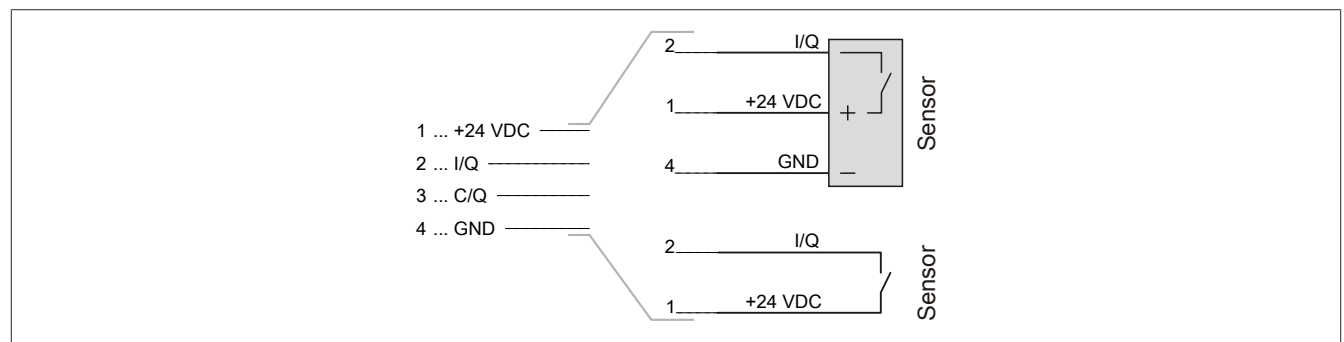 1 ... +24 VDC
2 ... I/Q
3 ... C/Q
4 ... GND
2 I/Q
1 +24 VDC +
4 GND −
Sensor
2 I/Q
1 +24 VDC
Sensor